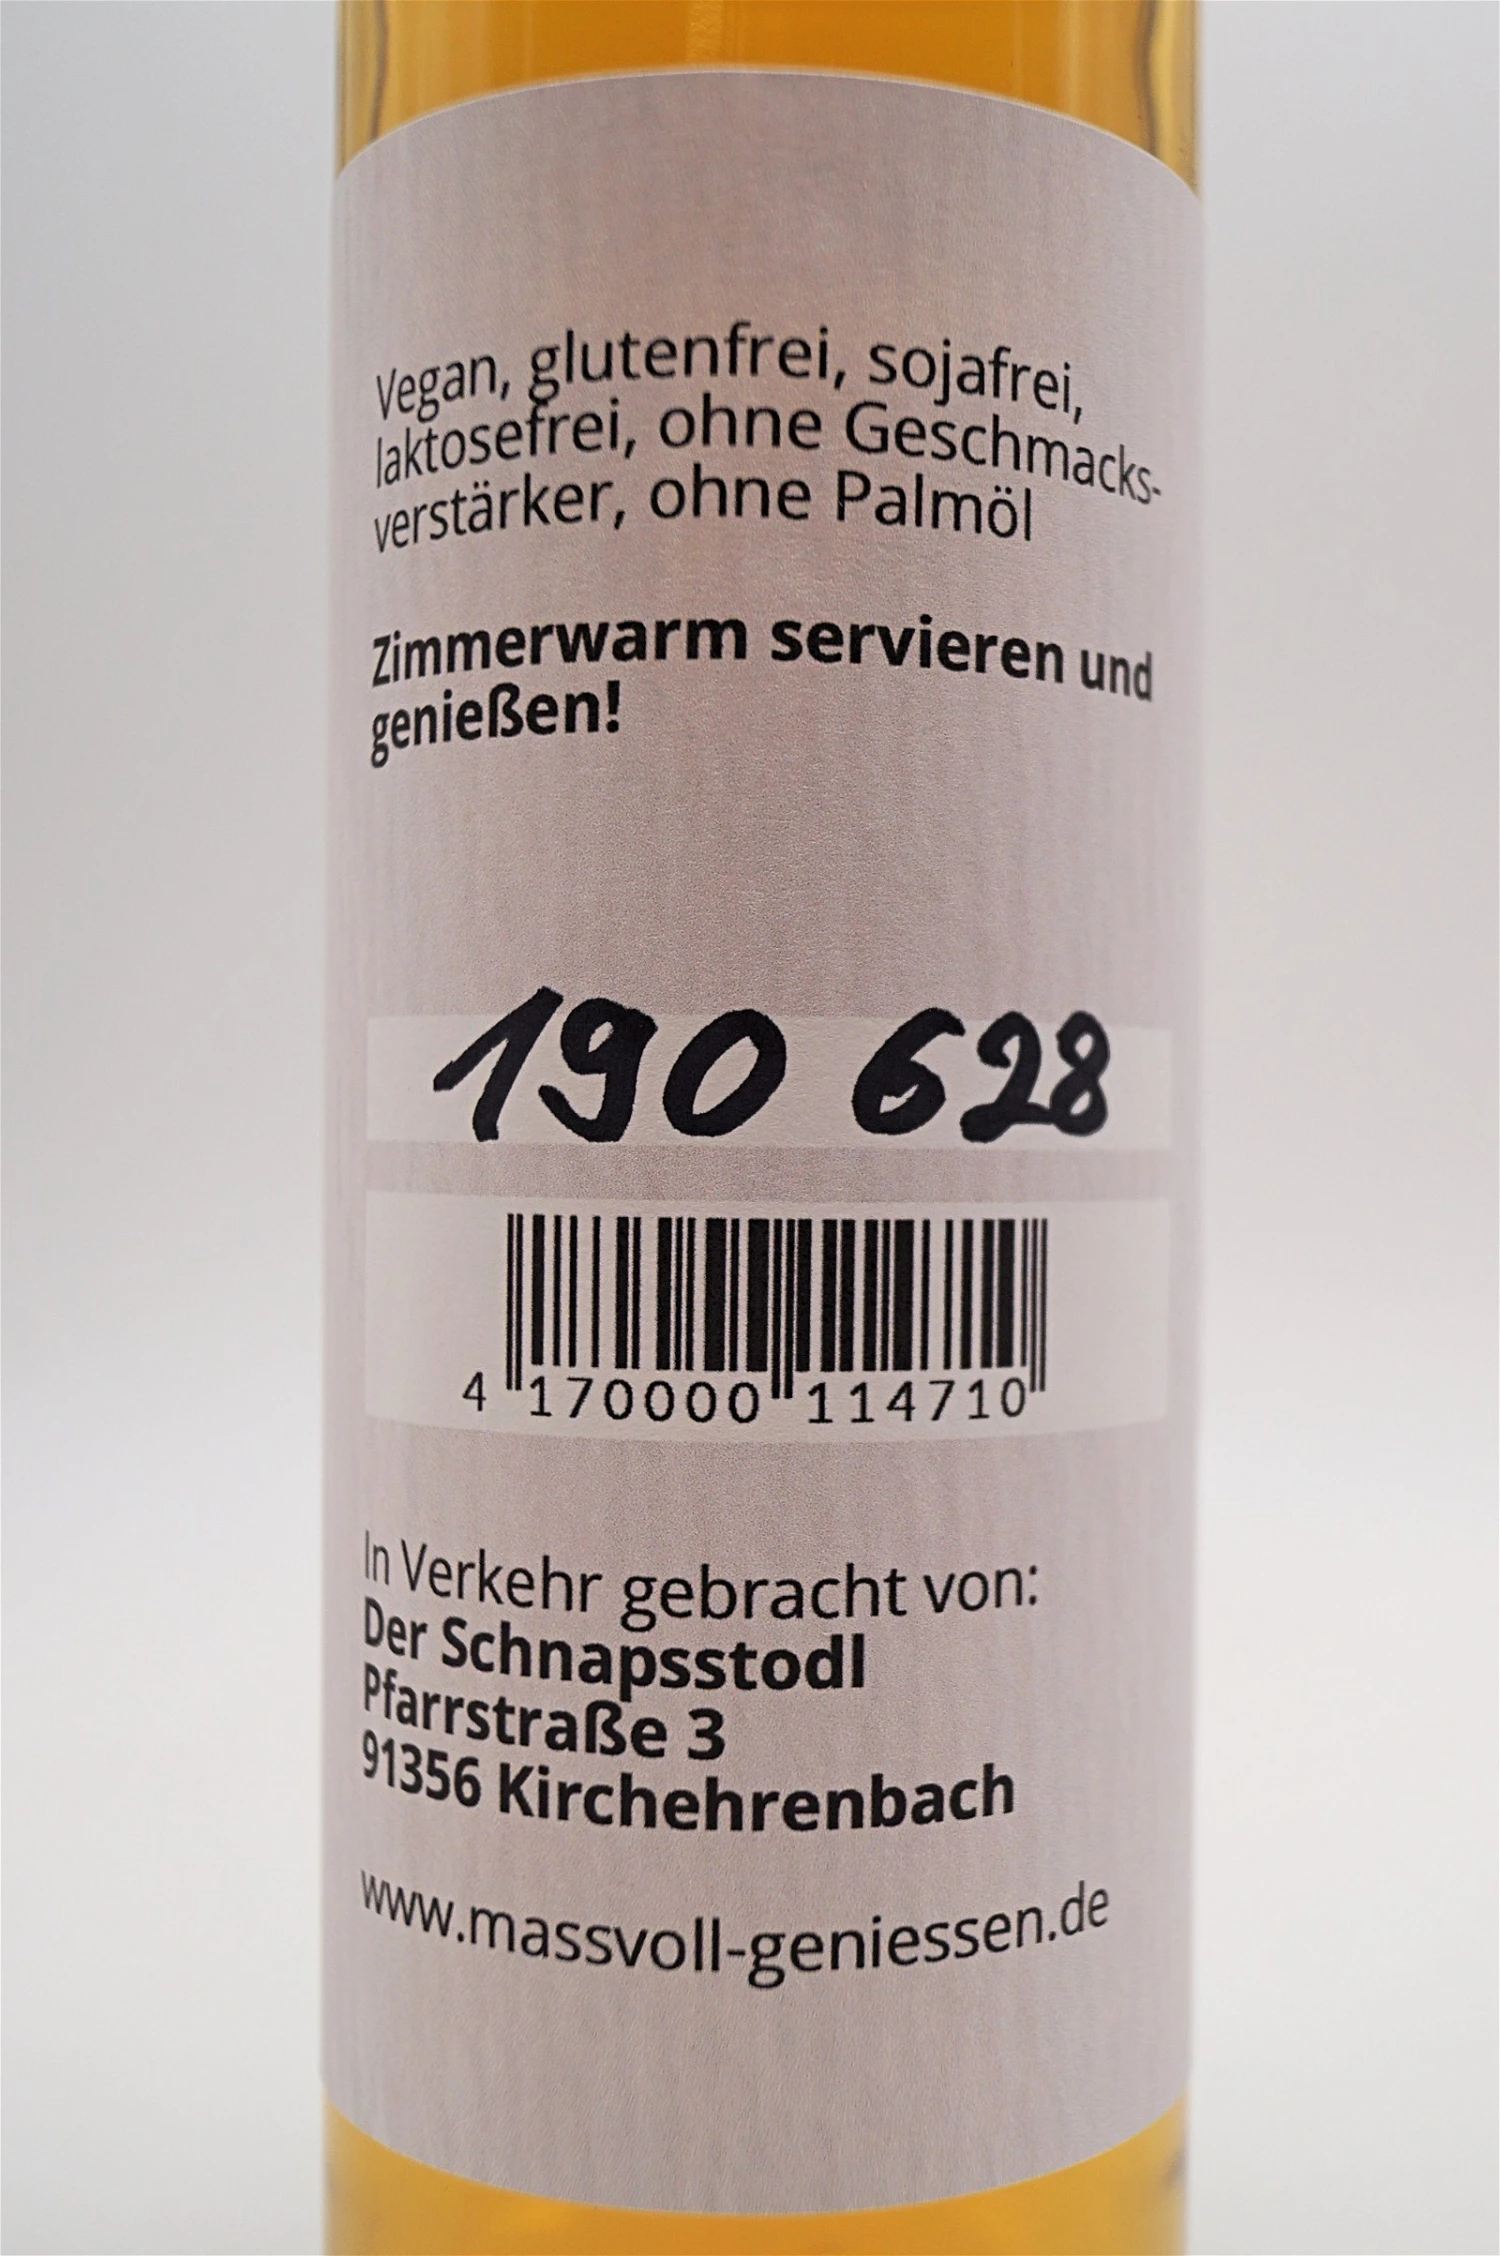 Vegan, glutenfrei, sojafrei,
laktosefrei, ohne Geschmacks-
verstärker, ohne Palmöl
Zimmerwarm servieren und
genießen!
190 628
4 170000 114710
In Verkehr gebracht von:
Der Schnapsstodl
Pfarrstraße 3
91356 Kirchehrenbach
www.massvoll-geniessen.de